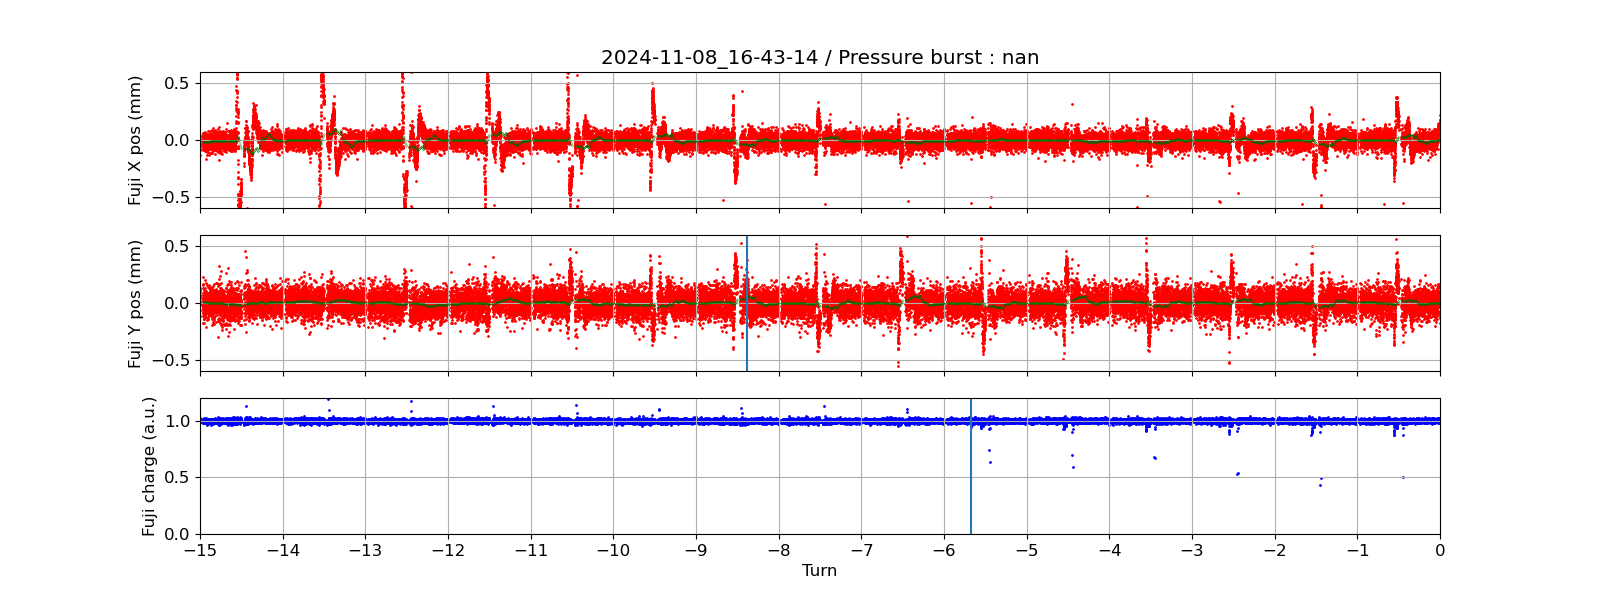 2024-11-08_16-43-14 / Pressure burst : nan
Fuji X pos (mm)
0.5
0.0
−0.5
Fuji Y pos (mm)
0.5
0.0
−0.5
Fuji charge (a.u.)
1.0
0.5
0.0
−15 −14 −13 −12 −11 −10 −9 −8 −7 −6 −5 −4 −3 −2 −1 0
Turn